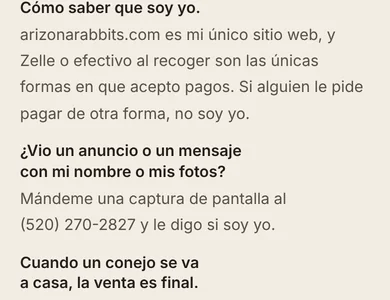 Cómo saber que soy yo.
arizonarabbits.com es mi único sitio web, y
Zelle o efectivo al recoger son las únicas
formas en que acepto pagos. Si alguien le pide
pagar de otra forma, no soy yo.
¿Vio un anuncio o un mensaje
con mi nombre o mis fotos?
Mándeme una captura de pantalla al
(520) 270-2827 y le digo si soy yo.
Cuando un conejo se va
a casa, la venta es final.